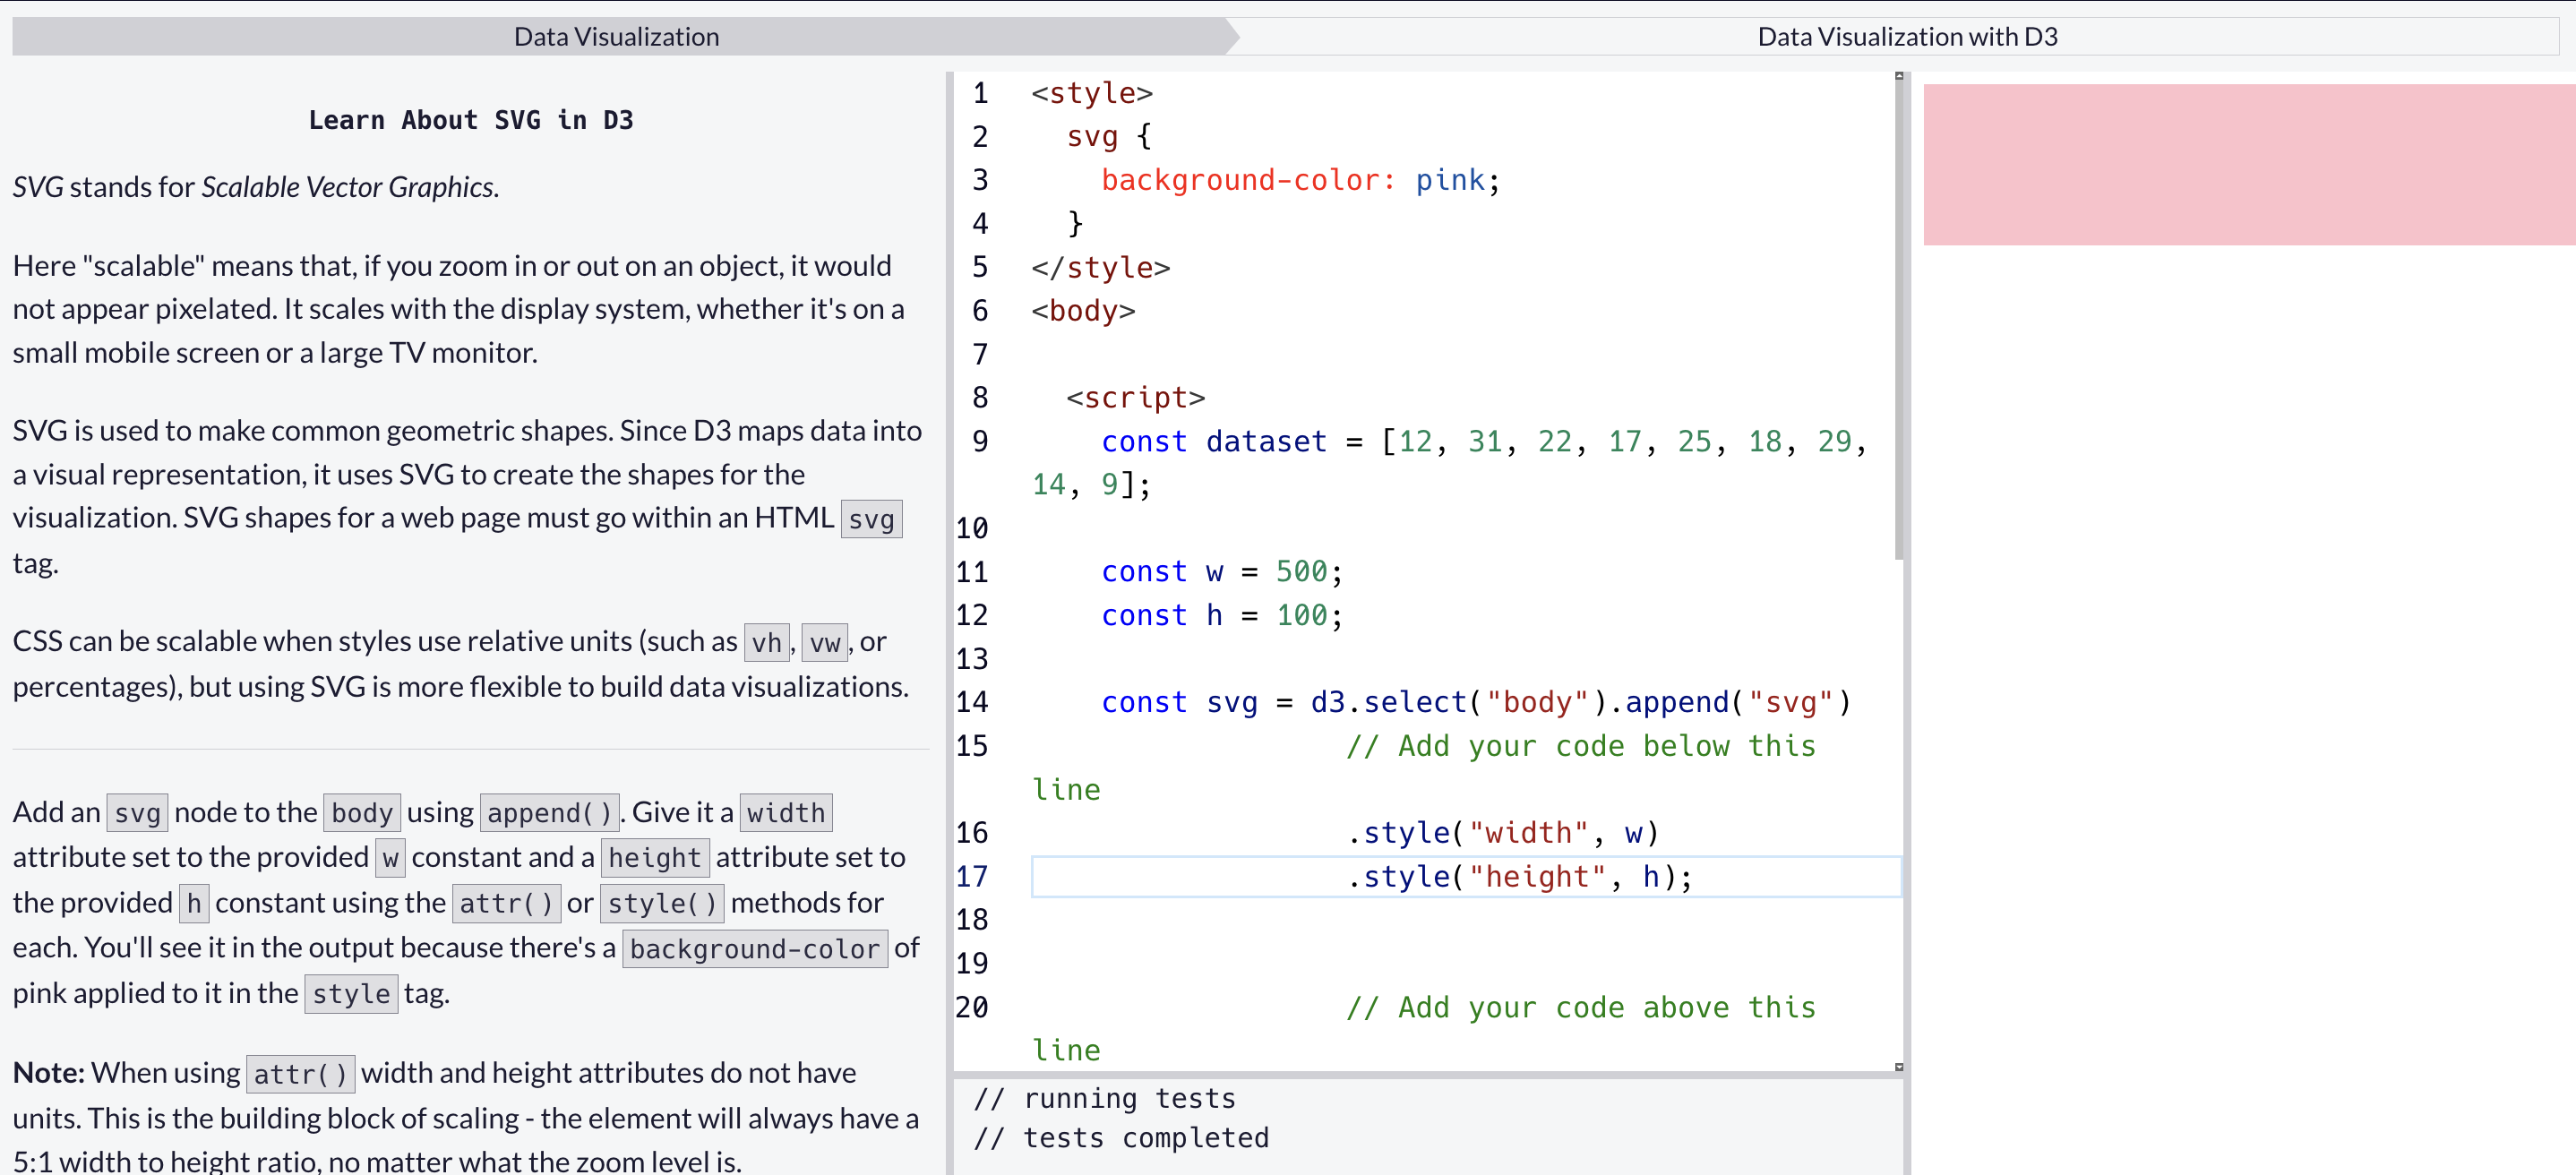 Data Visualization
Data Visualization with D3
Learn About SVG in D3
SVG stands for Scalable Vector Graphics.
Here "scalable" means that, if you zoom in or out on an object, it would
not appear pixelated. It scales with the display system, whether it's on a
small mobile screen or a large TV monitor.
SVG is used to make common geometric shapes. Since D3 maps data into
a visual representation, it uses SVG to create the shapes for the
visualization. SVG shapes for a web page must go within an HTML svg
tag.
CSS can be scalable when styles use relative units (such as vh, vw, or
percentages), but using SVG is more flexible to build data visualizations.
Add an svg node to the body using append(). Give it a width
attribute set to the provided w constant and a height attribute set to
the provided h constant using the attr() or style() methods for
each. You'll see it in the output because there's a background-color of
pink applied to it in the style tag.
Note: When using attr() width and height attributes do not have
units. This is the building block of scaling - the element will always have a
5:1 width to height ratio, no matter what the zoom level is.
1 <style>
2 svg {
3 background-color: pink;
4 }
5 </style>
6 <body>
7
8 <script>
9 const dataset = [12, 31, 22, 17, 25, 18, 29,
14, 9];
10
11 const w = 500;
12 const h = 100;
13
14 const svg = d3.select("body").append("svg")
15 // Add your code below this
line
16 .style("width", w)
17 .style("height", h);
18
19
20 // Add your code above this
line
// running tests
// tests completed